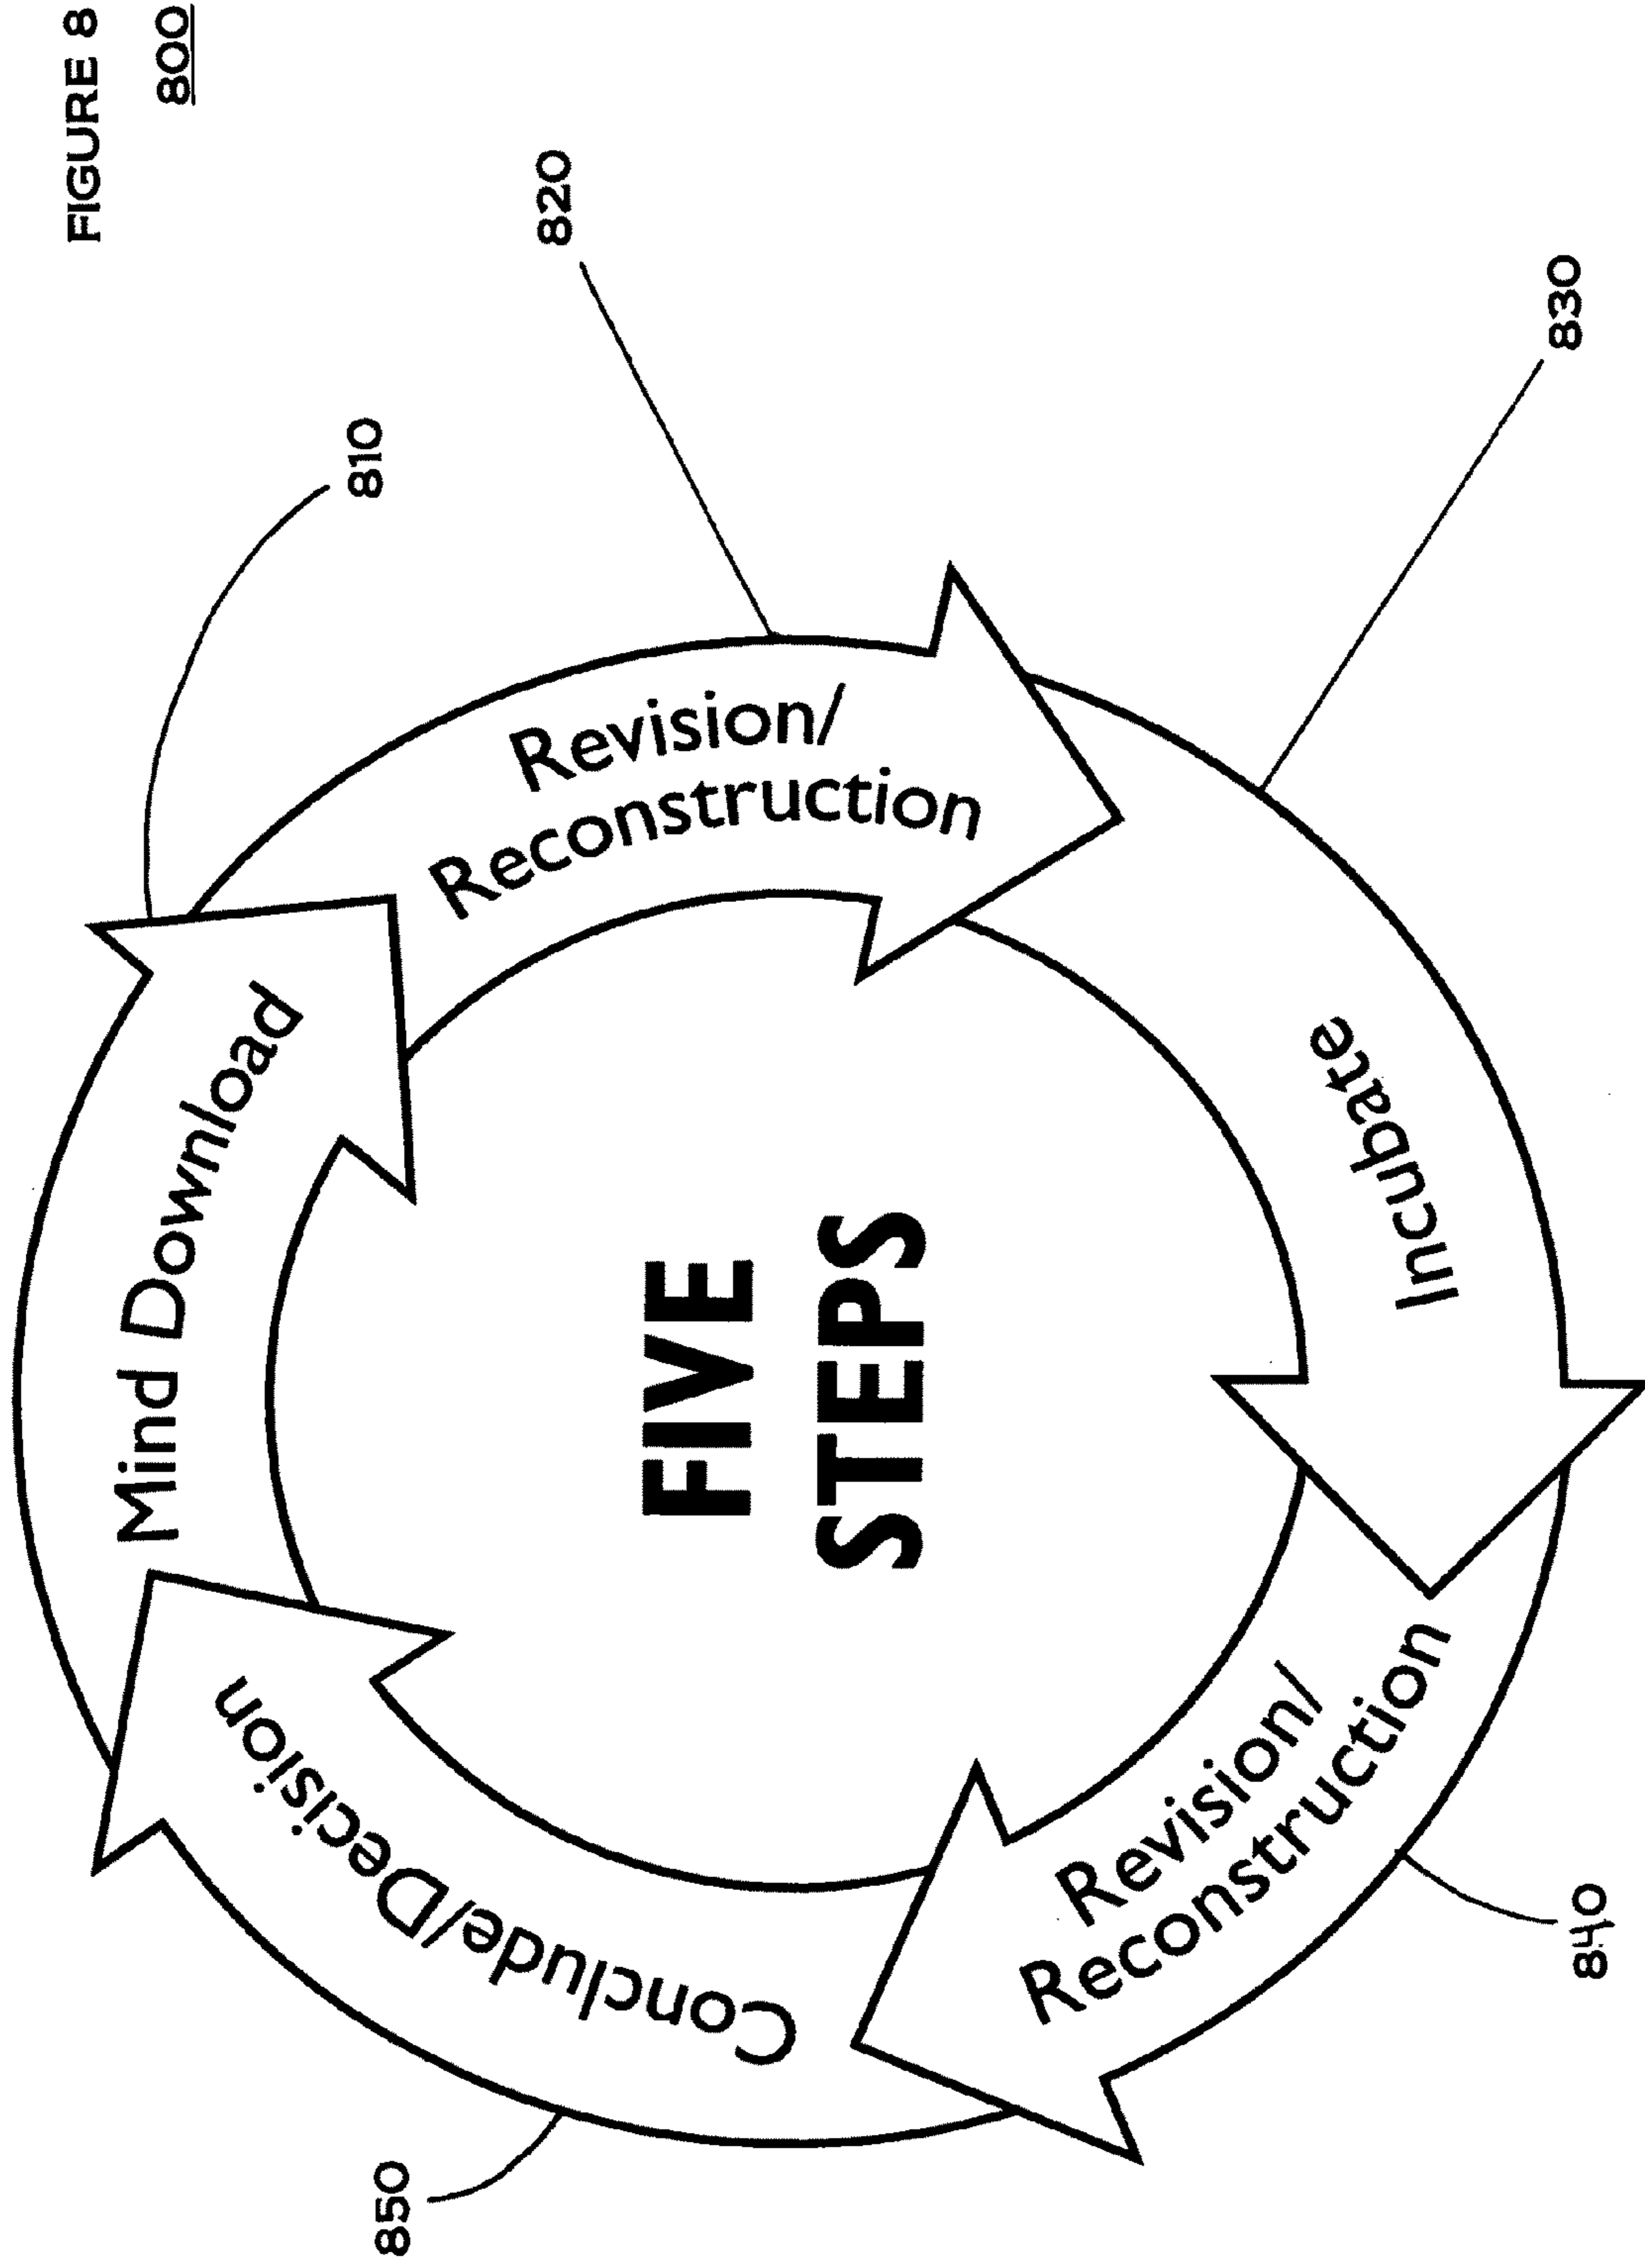 FIGURE 8
800
810
Mind Download
820
Revision/
Reconstruction
830
Incubate
840
Revision/
Reconstruction
850
Conclude/Decision
FIVE
STEPS